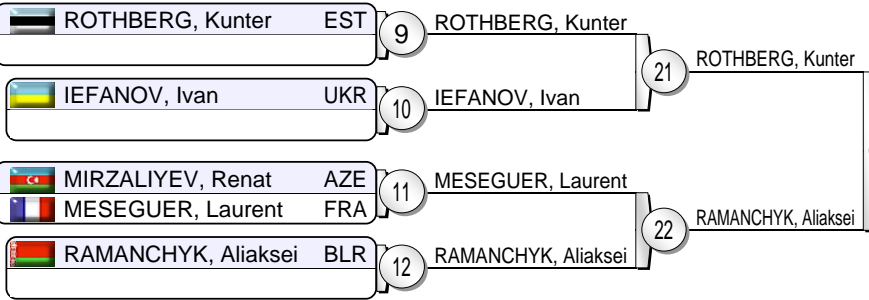 ROTHBERG, Kunter EST
9
ROTHBERG, Kunter
21
ROTHBERG, Kunter
IEFANOV, Ivan UKR
10
IEFANOV, Ivan
MIRZALIYEV, Renat AZE
MESEGUER, Laurent FRA
11
MESEGUER, Laurent
22
RAMANCHYK, Aliaksei
RAMANCHYK, Aliaksei BLR
12
RAMANCHYK, Aliaksei